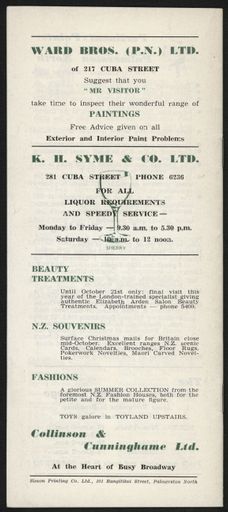 WARD BROS. (P.N.) LTD.
of 217 CUBA STREET
Suggest that you
"MR VISITOR"
take time to inspect their wonderful range of
PAINTINGS
Free Advice given on all
Exterior and Interior Paint Problems
K. H. SYME & CO. LTD.
281 CUBA STREET PHONE 6236
FOR ALL
LIQUOR REQUIREMENTS
AND SPEEDY SERVICE —
Monday to Friday — 9.30 a.m. to 5.30 p.m.
Saturday — 10 a.m. to 12 noon.
SHERRY
BEAUTY
TREATMENTS
Until October 21st only: final visit this
year of the London-trained specialist giving
authentic Elizabeth Arden Salon Beauty
Treatments. Appointments — phone 5400.
N.Z. SOUVENIRS
Surface Christmas mails for Britain close
mid-October. Excellent ranges N.Z. scenic
Cards, Calendars, Brooches, Floor Rugs,
Pokerwork Novelties, Maori Carved Novel-
ties.
FASHIONS
A glorious SUMMER COLLECTION from the
foremost N.Z. Fashion Houses, both for the
petite and for the mature figure.
TOYS galore in TOYLAND UPSTAIRS.
Collinson &
Cunninghame Ltd.
At the Heart of Busy Broadway
Simon Printing Co. Ltd., 101 Rangitikei Street, Palmerston North